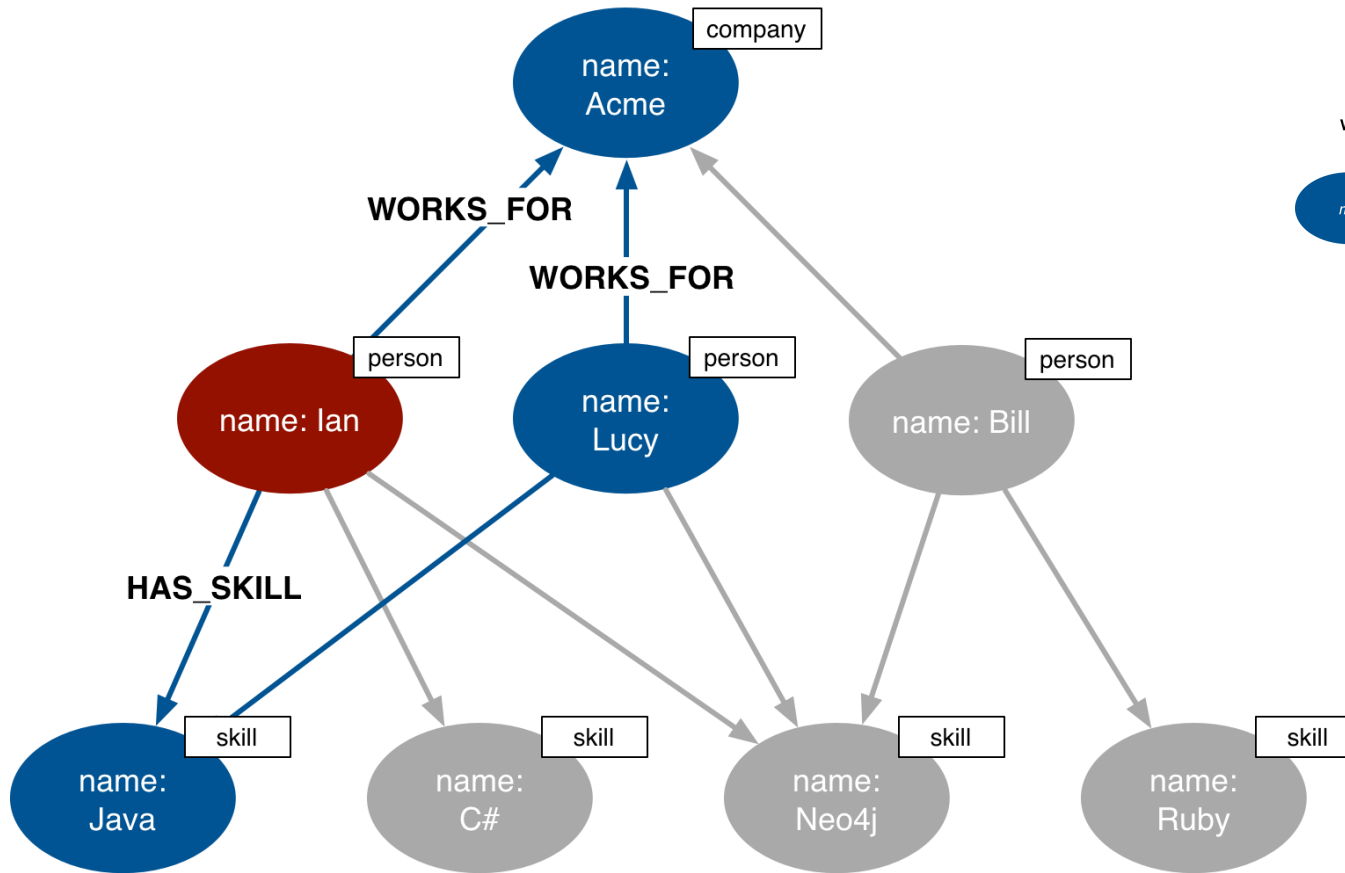 company
name:
Acme
WORKS_FOR
WORKS_FOR
person
person
person
name: Ian
name:
Lucy
name: Bill
HAS_SKILL
skill
skill
skill
skill
name:
Java
name:
C#
name:
Neo4j
name:
Ruby